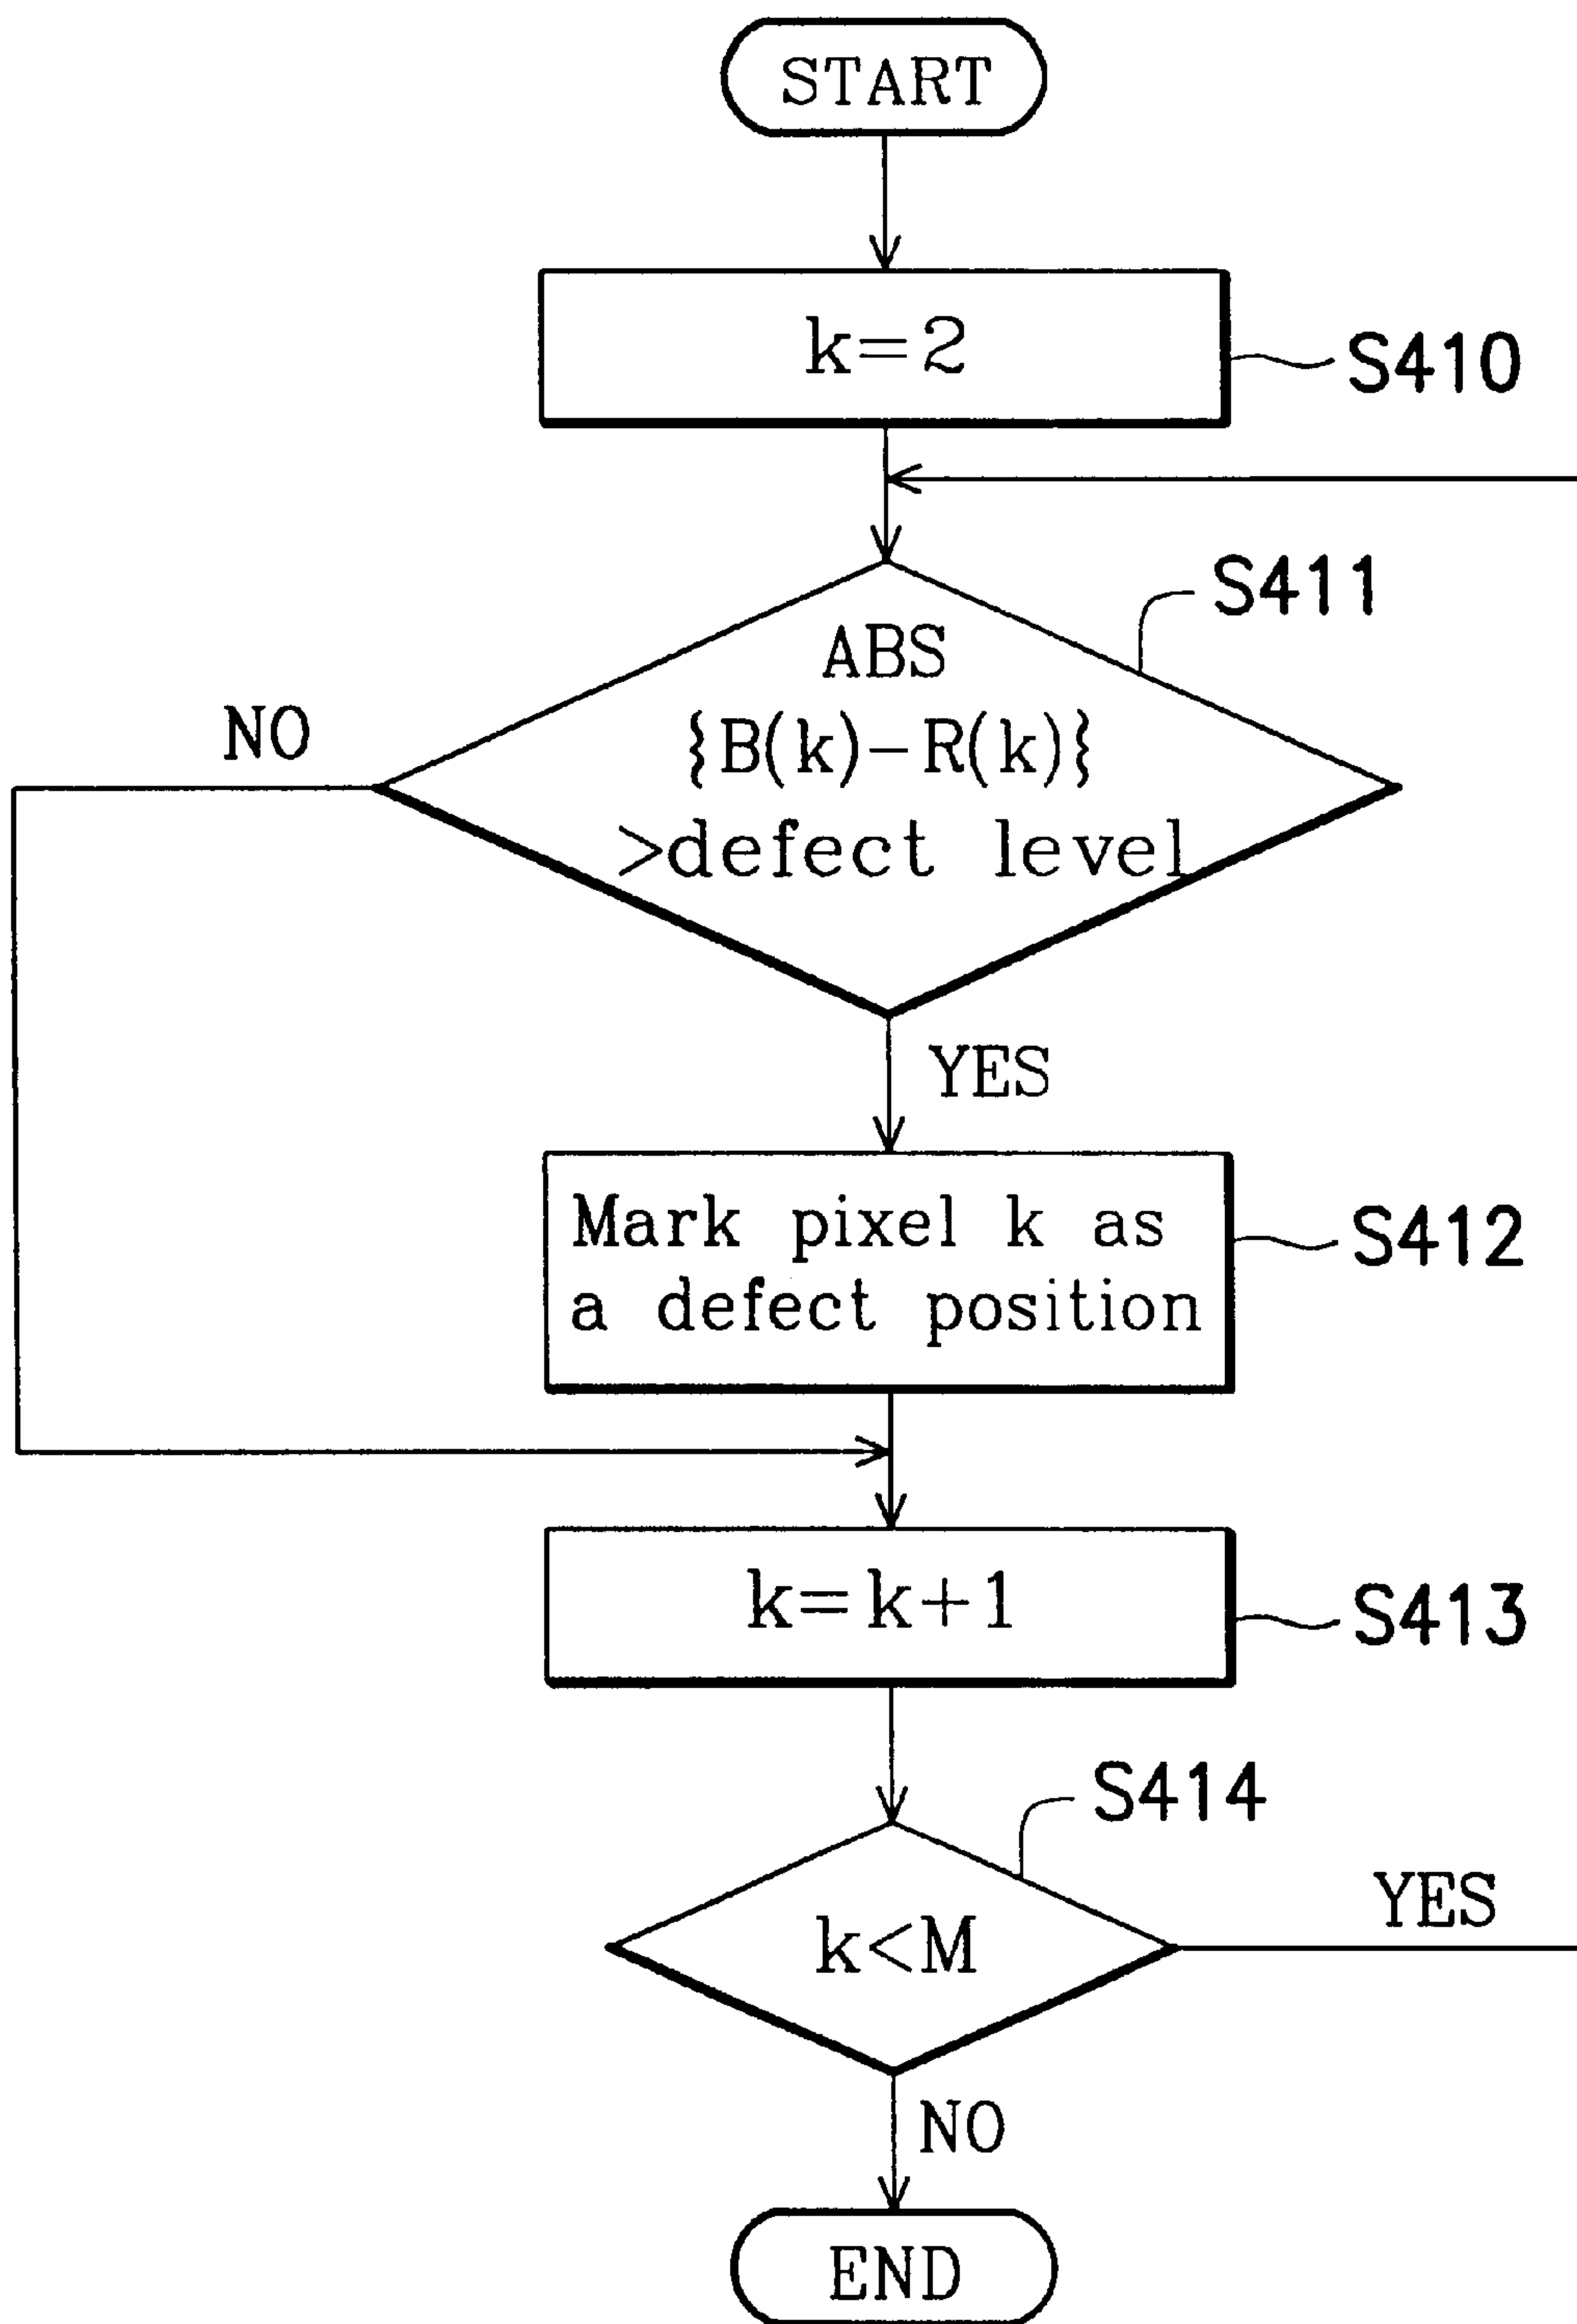 START
k=2
S410
S411
ABS
{B(k)-R(k)}
>defect level
NO
YES
Mark pixel k as
a defect position
S412
k=k+1
S413
S414
k<M
YES
NO
END